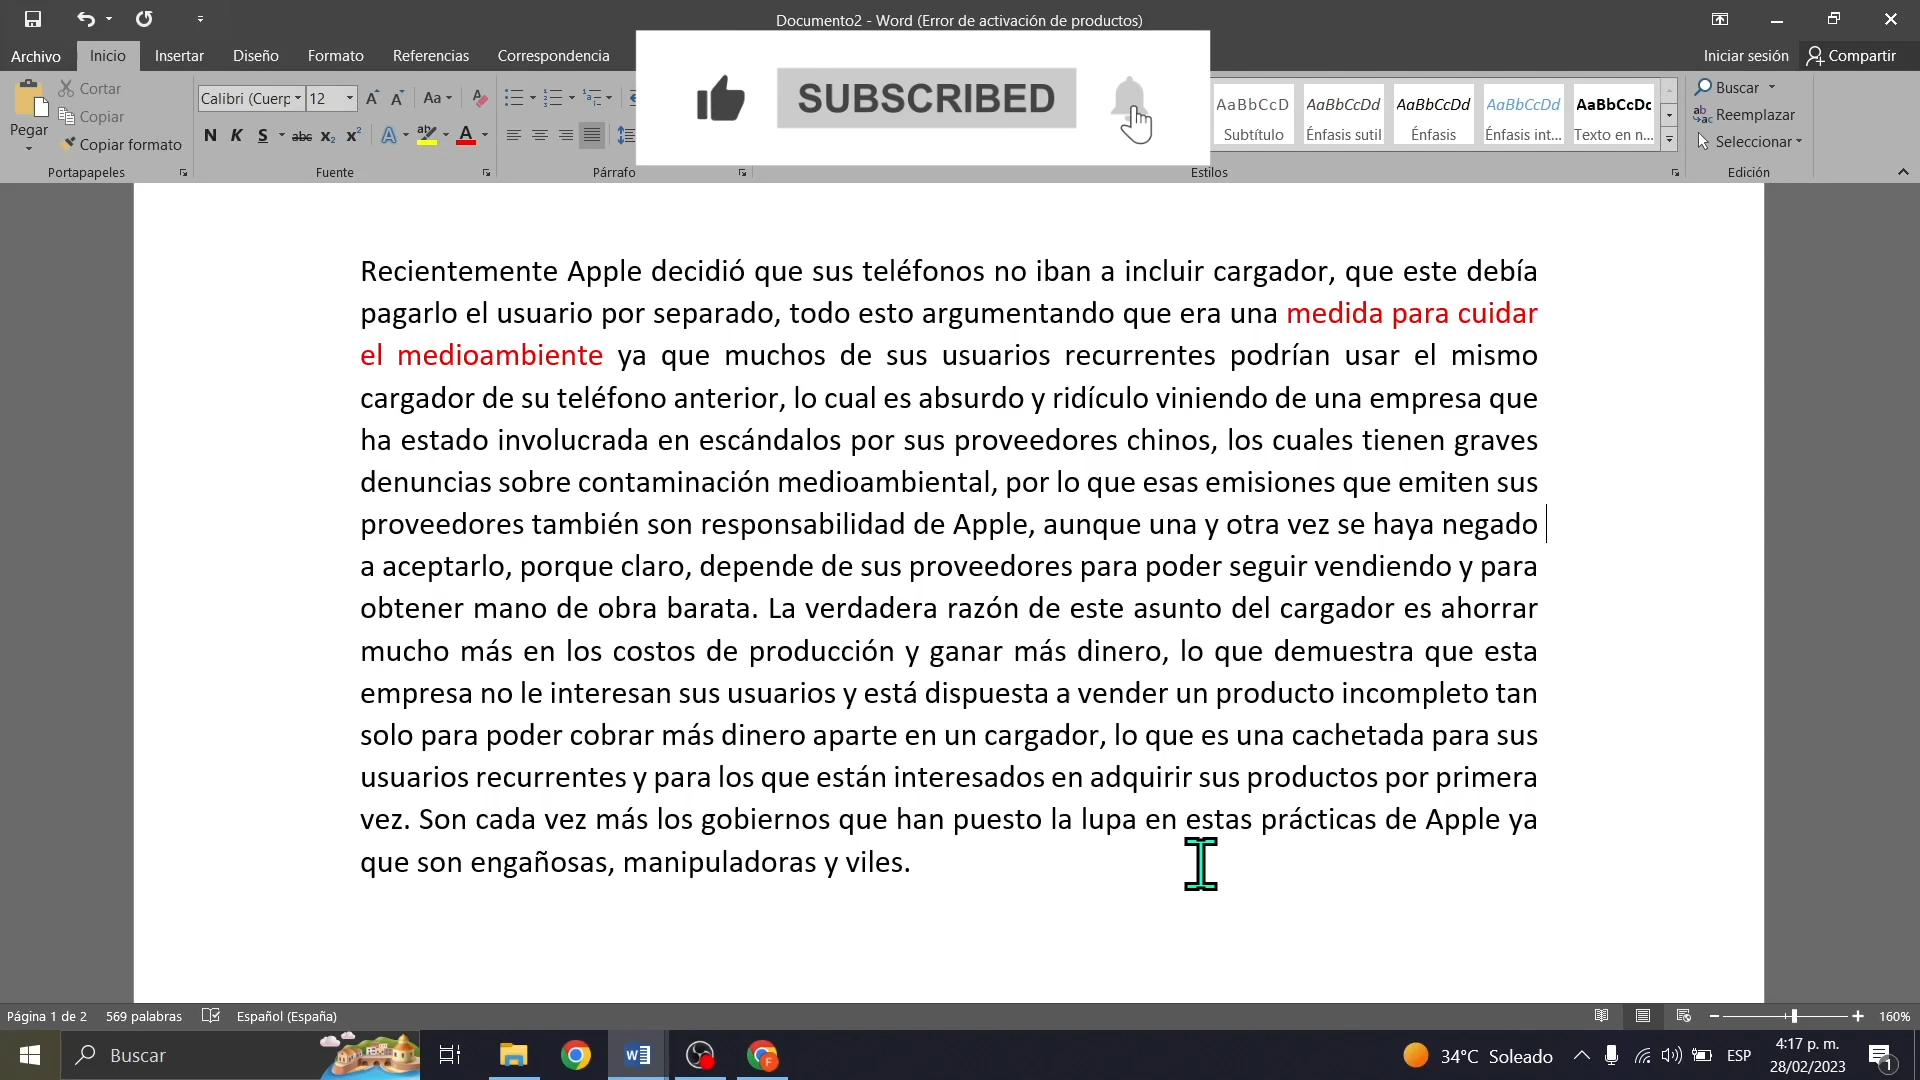 Documento2 - Word (Error de activación de productos)
Archivo Inicio Insertar Diseño Formato Referencias Correspondencia Iniciar sesión Compartir
SUBSCRIBED
Pegar Cortar Copiar Copiar formato
Calibri (Cuerp 12 Aa
N K S abc x₂ x² A ab A
AaBbCcD AaBbCcDd AaBbCcDd AaBbCcDd AaBbCcDc
Subtítulo Énfasis sutil Énfasis Énfasis int... Texto en n...
Buscar
Reemplazar
Seleccionar
Portapapeles Fuente Párrafo Estilos Edición
Recientemente Apple decidió que sus teléfonos no iban a incluir cargador, que este debía
pagarlo el usuario por separado, todo esto argumentando que era una medida para cuidar
el medioambiente ya que muchos de sus usuarios recurrentes podrían usar el mismo
cargador de su teléfono anterior, lo cual es absurdo y ridículo viniendo de una empresa que
ha estado involucrada en escándalos por sus proveedores chinos, los cuales tienen graves
denuncias sobre contaminación medioambiental, por lo que esas emisiones que emiten sus
proveedores también son responsabilidad de Apple, aunque una y otra vez se haya negado
a aceptarlo, porque claro, depende de sus proveedores para poder seguir vendiendo y para
obtener mano de obra barata. La verdadera razón de este asunto del cargador es ahorrar
mucho más en los costos de producción y ganar más dinero, lo que demuestra que esta
empresa no le interesan sus usuarios y está dispuesta a vender un producto incompleto tan
solo para poder cobrar más dinero aparte en un cargador, lo que es una cachetada para sus
usuarios recurrentes y para los que están interesados en adquirir sus productos por primera
vez. Son cada vez más los gobiernos que han puesto la lupa en estas prácticas de Apple ya
que son engañosas, manipuladoras y viles.
Página 1 de 2 569 palabras Español (España) 160%
Buscar 34°C Soleado ESP 4:17 p. m.
28/02/2023 1